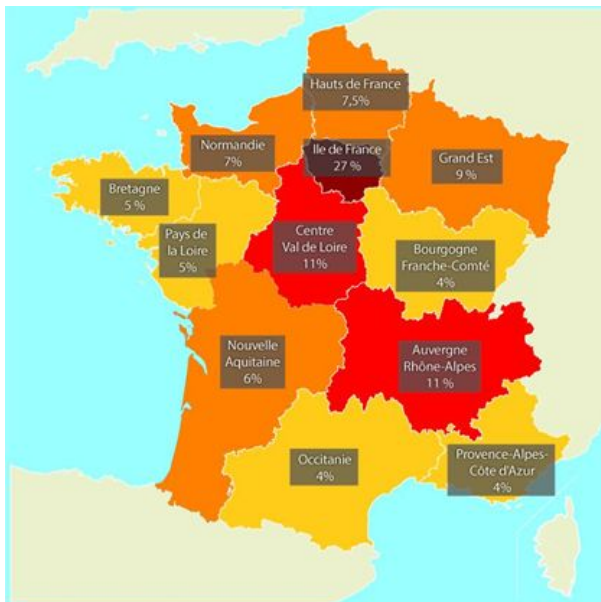 Hauts de France
7,5%
Normandie
7%
Ile de France
27 %
Grand Est
9 %
Bretagne
5 %
Pays de
la Loire
5%
Centre
Val de Loire
11%
Bourgogne
Franche-Comté
4%
Nouvelle
Aquitaine
6%
Auvergne
Rhône-Alpes
11 %
Occitanie
4%
Provence-Alpes-
Côte d'Azur
4%